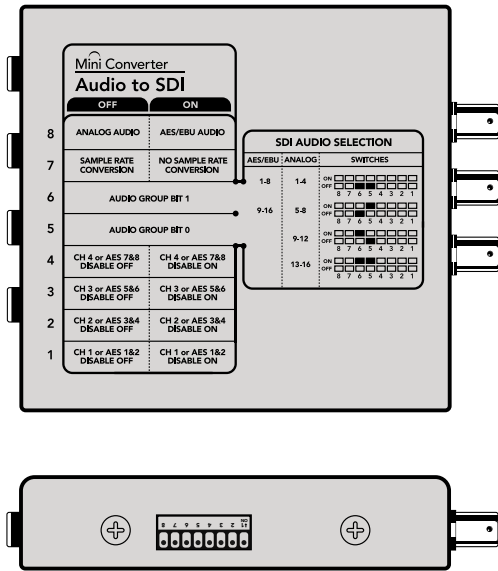 Mini Converter
Audio to SDI
OFF ON
8 ANALOG AUDIO AES/EBU AUDIO
7 SAMPLE RATE CONVERSION NO SAMPLE RATE CONVERSION
6 AUDIO GROUP BIT 1
5 AUDIO GROUP BIT 0
4 CH 4 or AES 7&8 DISABLE OFF CH 4 or AES 7&8 DISABLE ON
3 CH 3 or AES 5&6 DISABLE OFF CH 3 or AES 5&6 DISABLE ON
2 CH 2 or AES 3&4 DISABLE OFF CH 2 or AES 3&4 DISABLE ON
1 CH 1 or AES 1&2 DISABLE OFF CH 1 or AES 1&2 DISABLE ON
SDI AUDIO SELECTION
AES/EBU ANALOG SWITCHES
1-8 1-4 ON
OFF
8 7 6 5 4 3 2 1
9-16 5-8 ON
OFF
8 7 6 5 4 3 2 1
9-12 ON
OFF
8 7 6 5 4 3 2 1
13-16 ON
OFF
8 7 6 5 4 3 2 1
8 7 6 5 4 3 2 1
ON